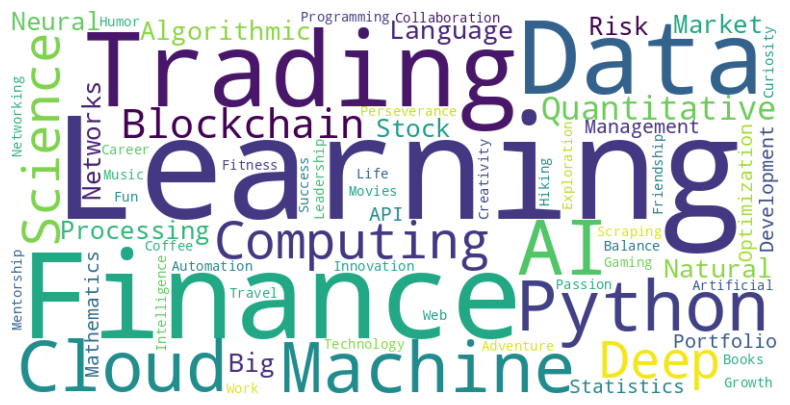 Neural
Humor
Algorithmic
Programming
Collaboration
Language
Risk
Market
Trading
Data
Curiosity
Science
Networking
Networks
Blockchain
Perseverance
Stock
Quantitative
Management
Learning
Career
Music
Fun
Fitness
Success
Leadership
Life
Movies
API
Creativity
Hiking
Exploration
Friendship
Optimization
Development
Processing
Coffee
Computing
AI
Scraping
Balance
Gaming
Natural
Mentorship
Mathematics
Finance
Intelligence
Automation
Travel
Innovation
Web
Python
Passion
Artificial
Cloud
Big
Work
Machine
Technology
Adventure
Deep
Portfolio
Statistics
Books
Growth